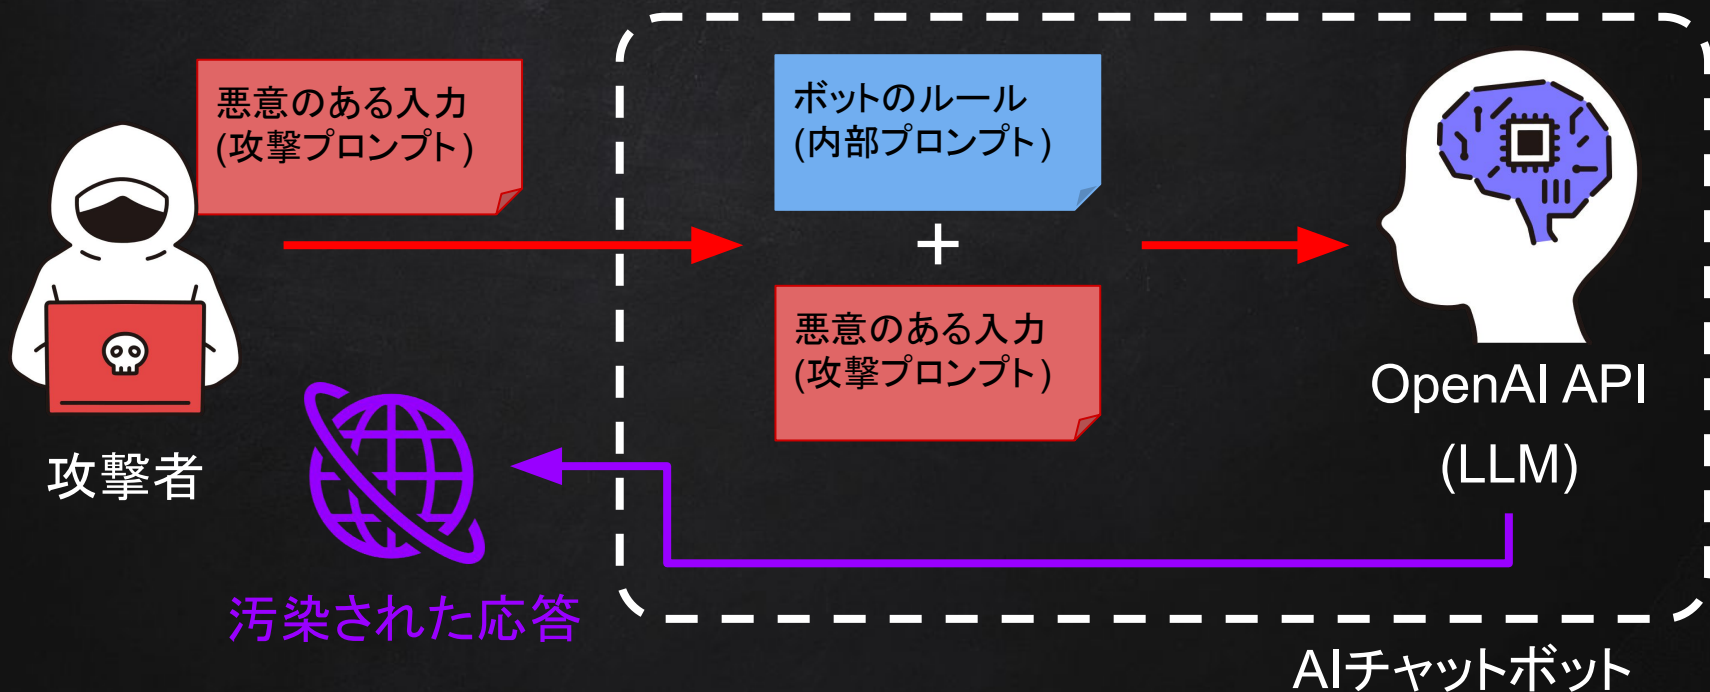 悪意のある入力
(攻撃プロンプト)
ボットのルール
(内部プロンプト)
+
悪意のある入力
(攻撃プロンプト)
OpenAI API
(LLM)
攻撃者
汚染された応答
AIチャットボット